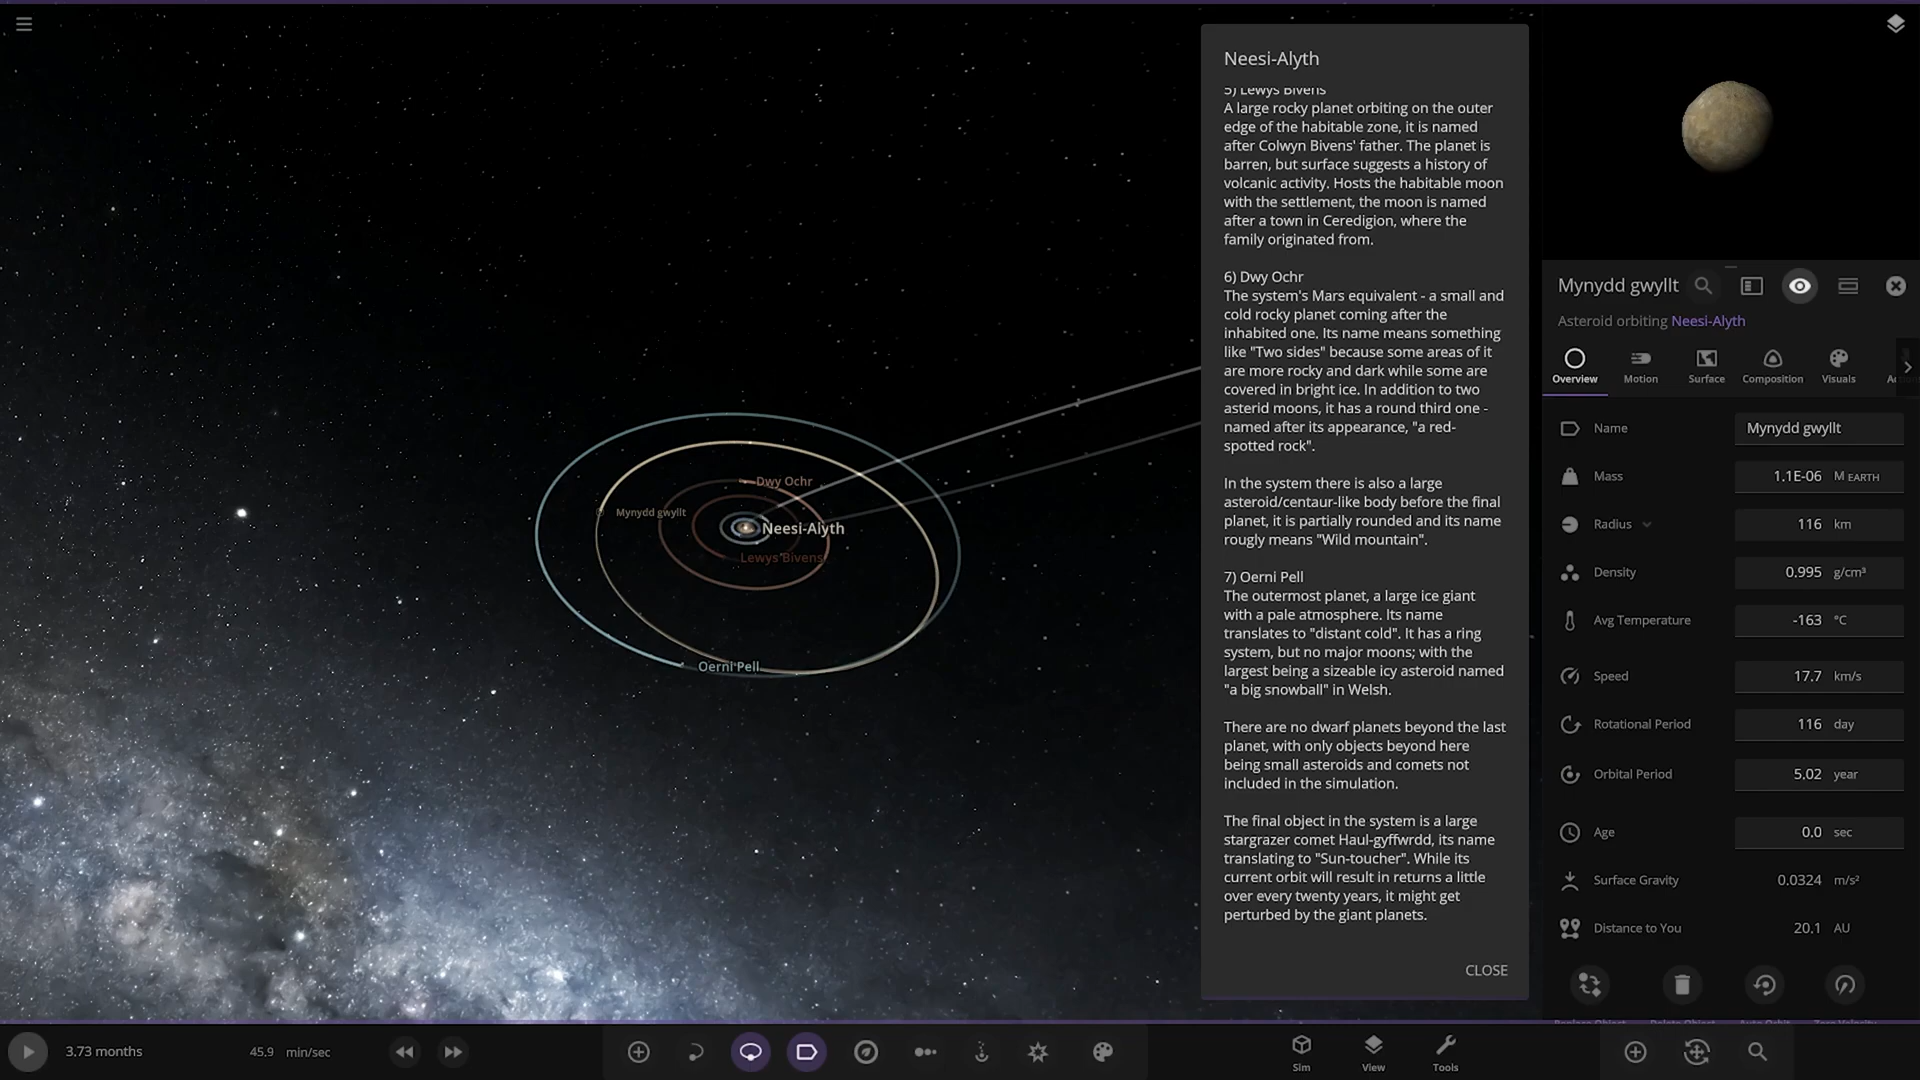 Neesi-Alyth
5) Lewys Bivens
A large rocky planet orbiting on the outer
edge of the habitable zone, it is named
after Colwyn Bivens' father. The planet is
barren, but surface suggests a history of
volcanic activity. Hosts the habitable moon
with the settlement, the moon is named
after a town in Ceredigion, where the
family originated from.
6) Dwy Ochr
The system's Mars equivalent - a small and
cold rocky planet coming after the
inhabited one. Its name means something
like "Two sides" because some areas of it
are more rocky and dark while some are
covered in bright ice. In addition to two
asterid moons, it has a round third one -
named after its appearance, "a red-
spotted rock".
In the system there is also a large
asteroid/centaur-like body before the final
planet, it is partially rounded and its name
rougly means "Wild mountain".
7) Oerni Pell
The outermost planet, a large ice giant
with a pale atmosphere. Its name
translates to "distant cold". It has a ring
system, but no major moons; with the
largest being a sizeable icy asteroid named
"a big snowball" in Welsh.
There are no dwarf planets beyond the last
planet, with only objects beyond here
being small asteroids and comets not
included in the simulation.
The final object in the system is a large
stargrazer comet Haul-gyffwrdd, its name
translating to "Sun-toucher". While its
current orbit will result in returns a little
over every twenty years, it might get
perturbed by the giant planets.
CLOSE
Dwy Ochr
Mynydd gwyllt
Neesi-Alyth
Lewys Bivens
Oerni Pell
Mynydd gwyllt
Asteroid orbiting Neesi-Alyth
Overview
Motion
Surface
Composition
Visuals
Name Mynydd gwyllt
Mass 1.1E-06 M EARTH
Radius 116 km
Density 0.995 g/cm³
Avg Temperature -163 °C
Speed 17.7 km/s
Rotational Period 116 day
Orbital Period 5.02 year
Age 0.0 sec
Surface Gravity 0.0324 m/s²
Distance to You 20.1 AU
3.73 months
45.9 min/sec
Sim
View
Tools